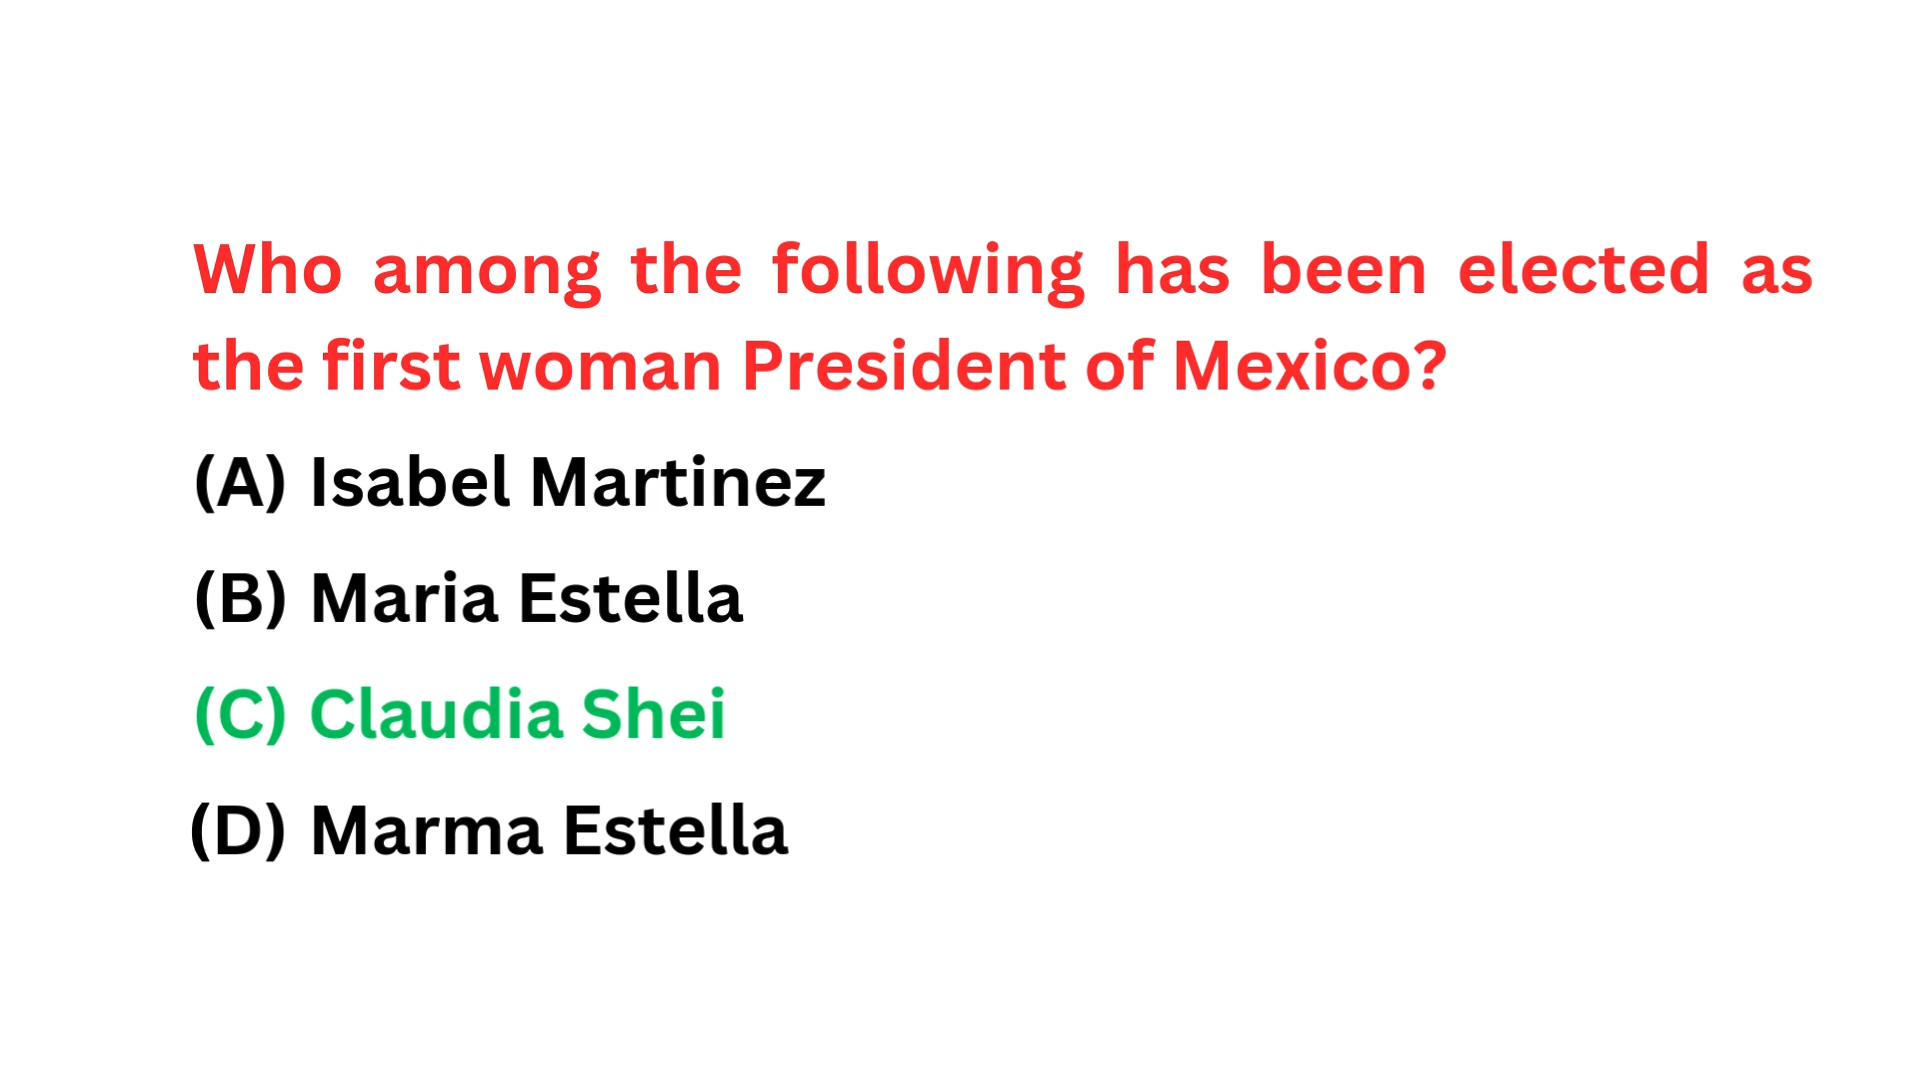 Who among the following has been elected as
the first woman President of Mexico?
(A) Isabel Martinez
(B) Maria Estella
(C) Claudia Shei
(D) Marma Estella